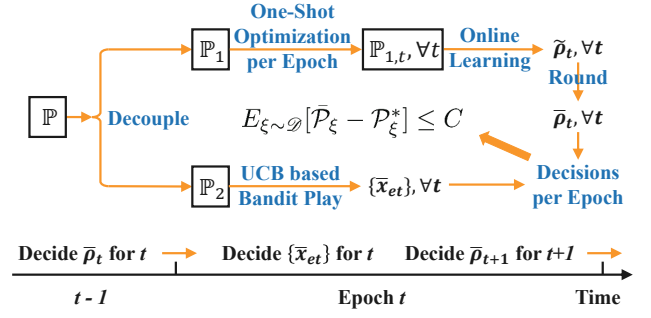 One-Shot
Optimization
per Epoch
Online
Learning
ℙ₁
ℙ₁,ₜ, ∀t
ρ̃ₜ, ∀t
Round
ℙ
Decouple
E_{ξ∼𝒟}[𝒫̄_ξ − 𝒫*_ξ] ≤ C
ρ̄ₜ, ∀t
UCB based
Bandit Play
ℙ₂
{x̄ₑₜ}, ∀t
Decisions
per Epoch
Decide ρ̄ₜ for t
Decide {x̄ₑₜ} for t
Decide ρ̄ₜ₊₁ for t+1
t - 1
Epoch t
Time